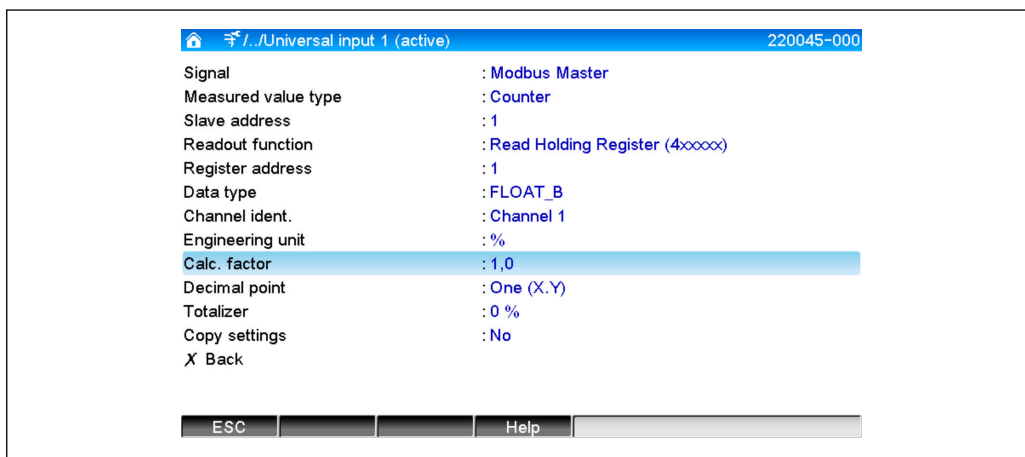 /../Universal input 1 (active) 220045-000
Signal : Modbus Master
Measured value type : Counter
Slave address : 1
Readout function : Read Holding Register (4xxxxx)
Register address : 1
Data type : FLOAT_B
Channel ident. : Channel 1
Engineering unit : %
Calc. factor : 1,0
Decimal point : One (X.Y)
Totalizer : 0 %
Copy settings : No
X Back
ESC Help